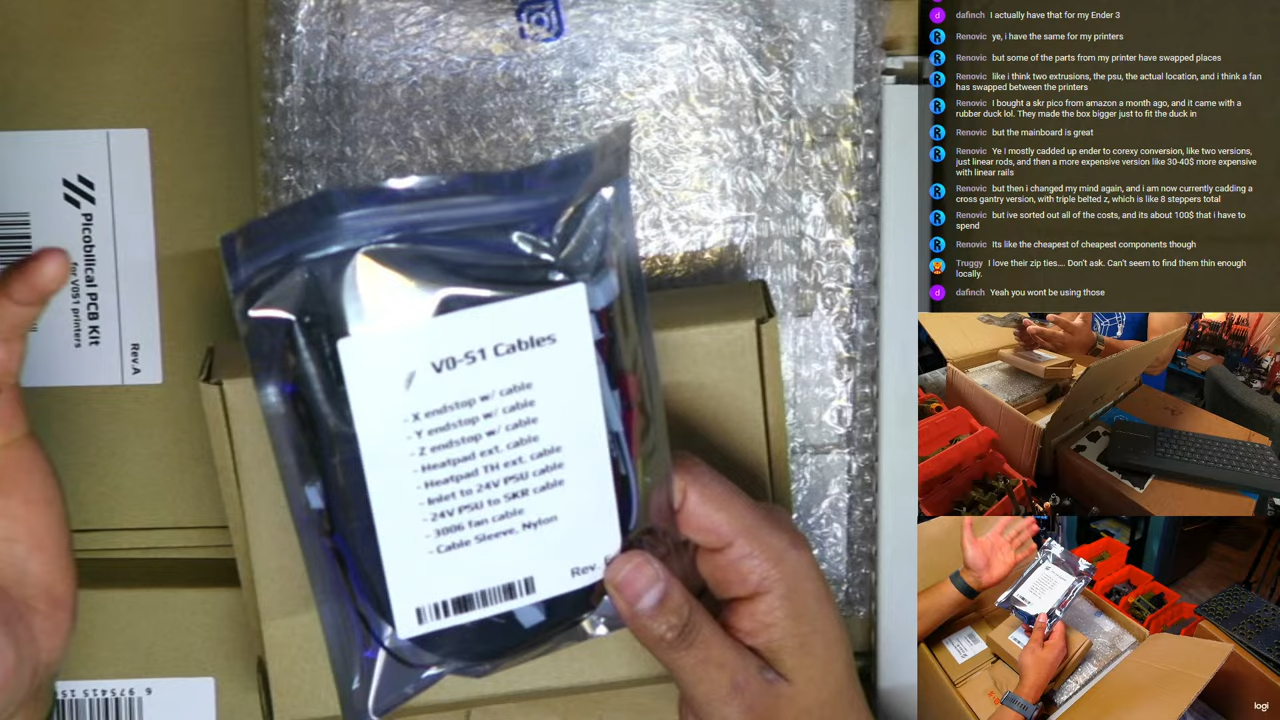 Picobilical PCB Kit
for V0S1 printers
Rev.A
V0-S1 Cables
- X endstop w/ cable
- Y endstop w/ cable
- Z endstop w/ cable
- Heatpad ext. cable
- Heatpad TH ext. cable
- Inlet to 24V PSU cable
- 24V PSU to SKR cable
- 3006 fan cable
- Cable Sleeve, Nylon
Rev.
dafinch I actually have that for my Ender 3
Renovic ye, i have the same for my printers
Renovic but some of the parts from my printer have swapped places
Renovic like i think two extrusions, the psu, the actual location, and i think a fan
has swapped between the printers
Renovic I bought a skr pico from amazon a month ago, and it came with a
rubber duck lol. They made the box bigger just to fit the duck in
Renovic but the mainboard is great
Renovic Ye I mostly cadded up ender to corexy conversion, like two versions,
just linear rods, and then a more expensive version like 30-40$ more expensive
with linear rails
Renovic but then i changed my mind again, and i am now currently cadding a
cross gantry version, with triple belted z, which is like 8 steppers total
Renovic but ive sorted out all of the costs, and its about 100$ that i have to
spend
Renovic Its like the cheapest of cheapest components though
Truggy I love their zip ties.... Don't ask. Can't seem to find them thin enough
locally.
dafinch Yeah you wont be using those
logi